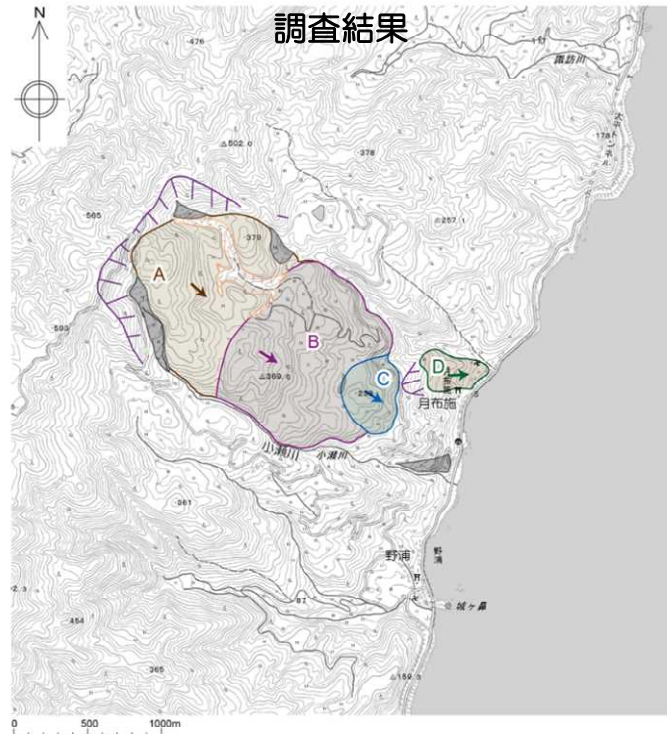 調査結果
N
・476
諏訪川
178
△502.0
・378
・565
△257.1
・379
A
593
B
D
C
△369.5
月布施
小瀬川
小瀬川
・361
野浦
野浦
87
城ヶ鼻
・454
・365
△159.3
0 500 1000m